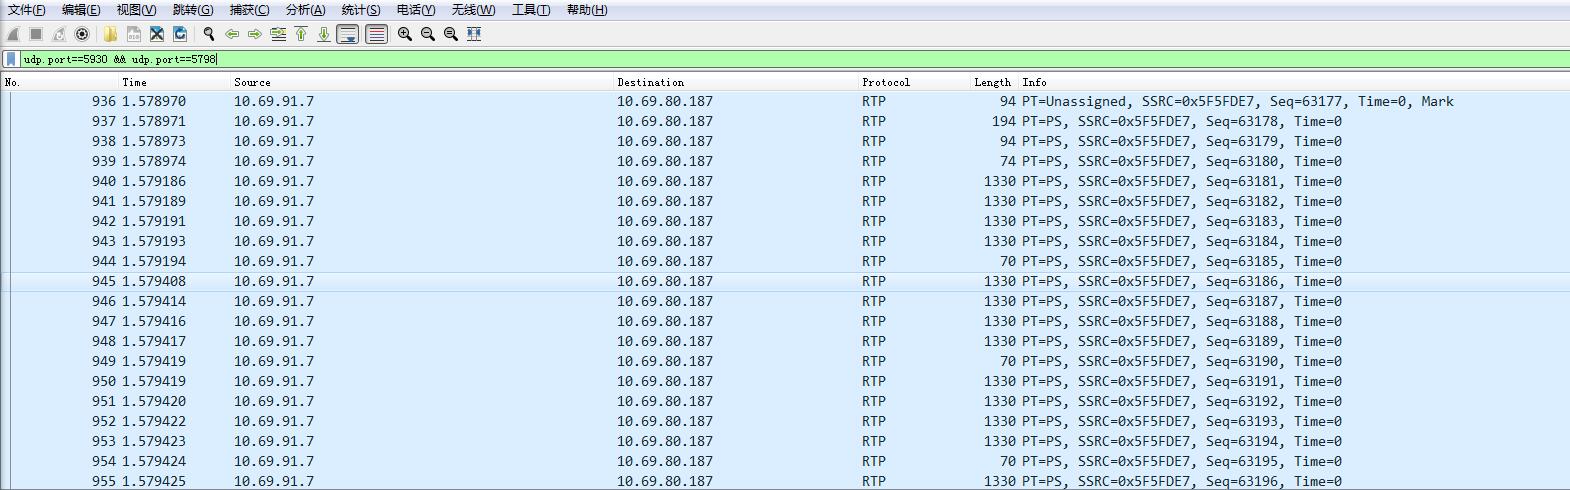 文件(F) 编辑(E) 视图(V) 跳转(G) 捕获(C) 分析(A) 统计(S) 电话(Y) 无线(W) 工具(T) 帮助(H)
udp.port==5930 && udp.port==5798
No. Time Source Destination Protocol Length Info
936 1.578970 10.69.91.7 10.69.80.187 RTP 94 PT=Unassigned, SSRC=0x5F5FDE7, Seq=63177, Time=0, Mark
937 1.578971 10.69.91.7 10.69.80.187 RTP 194 PT=PS, SSRC=0x5F5FDE7, Seq=63178, Time=0
938 1.578973 10.69.91.7 10.69.80.187 RTP 94 PT=PS, SSRC=0x5F5FDE7, Seq=63179, Time=0
939 1.578974 10.69.91.7 10.69.80.187 RTP 74 PT=PS, SSRC=0x5F5FDE7, Seq=63180, Time=0
940 1.579186 10.69.91.7 10.69.80.187 RTP 1330 PT=PS, SSRC=0x5F5FDE7, Seq=63181, Time=0
941 1.579189 10.69.91.7 10.69.80.187 RTP 1330 PT=PS, SSRC=0x5F5FDE7, Seq=63182, Time=0
942 1.579191 10.69.91.7 10.69.80.187 RTP 1330 PT=PS, SSRC=0x5F5FDE7, Seq=63183, Time=0
943 1.579193 10.69.91.7 10.69.80.187 RTP 1330 PT=PS, SSRC=0x5F5FDE7, Seq=63184, Time=0
944 1.579194 10.69.91.7 10.69.80.187 RTP 70 PT=PS, SSRC=0x5F5FDE7, Seq=63185, Time=0
945 1.579408 10.69.91.7 10.69.80.187 RTP 1330 PT=PS, SSRC=0x5F5FDE7, Seq=63186, Time=0
946 1.579414 10.69.91.7 10.69.80.187 RTP 1330 PT=PS, SSRC=0x5F5FDE7, Seq=63187, Time=0
947 1.579416 10.69.91.7 10.69.80.187 RTP 1330 PT=PS, SSRC=0x5F5FDE7, Seq=63188, Time=0
948 1.579417 10.69.91.7 10.69.80.187 RTP 1330 PT=PS, SSRC=0x5F5FDE7, Seq=63189, Time=0
949 1.579419 10.69.91.7 10.69.80.187 RTP 70 PT=PS, SSRC=0x5F5FDE7, Seq=63190, Time=0
950 1.579419 10.69.91.7 10.69.80.187 RTP 1330 PT=PS, SSRC=0x5F5FDE7, Seq=63191, Time=0
951 1.579420 10.69.91.7 10.69.80.187 RTP 1330 PT=PS, SSRC=0x5F5FDE7, Seq=63192, Time=0
952 1.579422 10.69.91.7 10.69.80.187 RTP 1330 PT=PS, SSRC=0x5F5FDE7, Seq=63193, Time=0
953 1.579423 10.69.91.7 10.69.80.187 RTP 1330 PT=PS, SSRC=0x5F5FDE7, Seq=63194, Time=0
954 1.579424 10.69.91.7 10.69.80.187 RTP 70 PT=PS, SSRC=0x5F5FDE7, Seq=63195, Time=0
955 1.579425 10.69.91.7 10.69.80.187 RTP 1330 PT=PS, SSRC=0x5F5FDE7, Seq=63196, Time=0